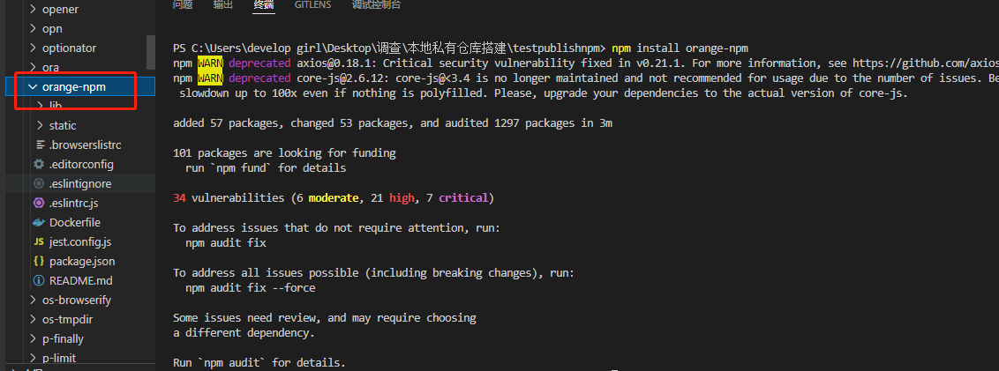 opener
opn
optionator
ora
orange-npm
lib
static
.browserslistrc
.editorconfig
.eslintignore
.eslintrc.js
Dockerfile
JS jest.config.js
{} package.json
README.md
os-browserify
os-tmpdir
p-finally
p-limit
问题 输出 终端 GITLENS 调试控制台
PS C:\Users\develop girl\Desktop\调查\本地私有仓库搭建\testpublishnpm> npm install orange-npm
npm WARN deprecated axios@0.18.1: Critical security vulnerability fixed in v0.21.1. For more information, see https://github.com/axios
npm WARN deprecated core-js@2.6.12: core-js@<3.4 is no longer maintained and not recommended for usage due to the number of issues. Be
slowdown up to 100x even if nothing is polyfilled. Please, upgrade your dependencies to the actual version of core-js.
added 57 packages, changed 53 packages, and audited 1297 packages in 3m
101 packages are looking for funding
run `npm fund` for details
34 vulnerabilities (6 moderate, 21 high, 7 critical)
To address issues that do not require attention, run:
npm audit fix
To address all issues possible (including breaking changes), run:
npm audit fix --force
Some issues need review, and may require choosing
a different dependency.
Run `npm audit` for details.